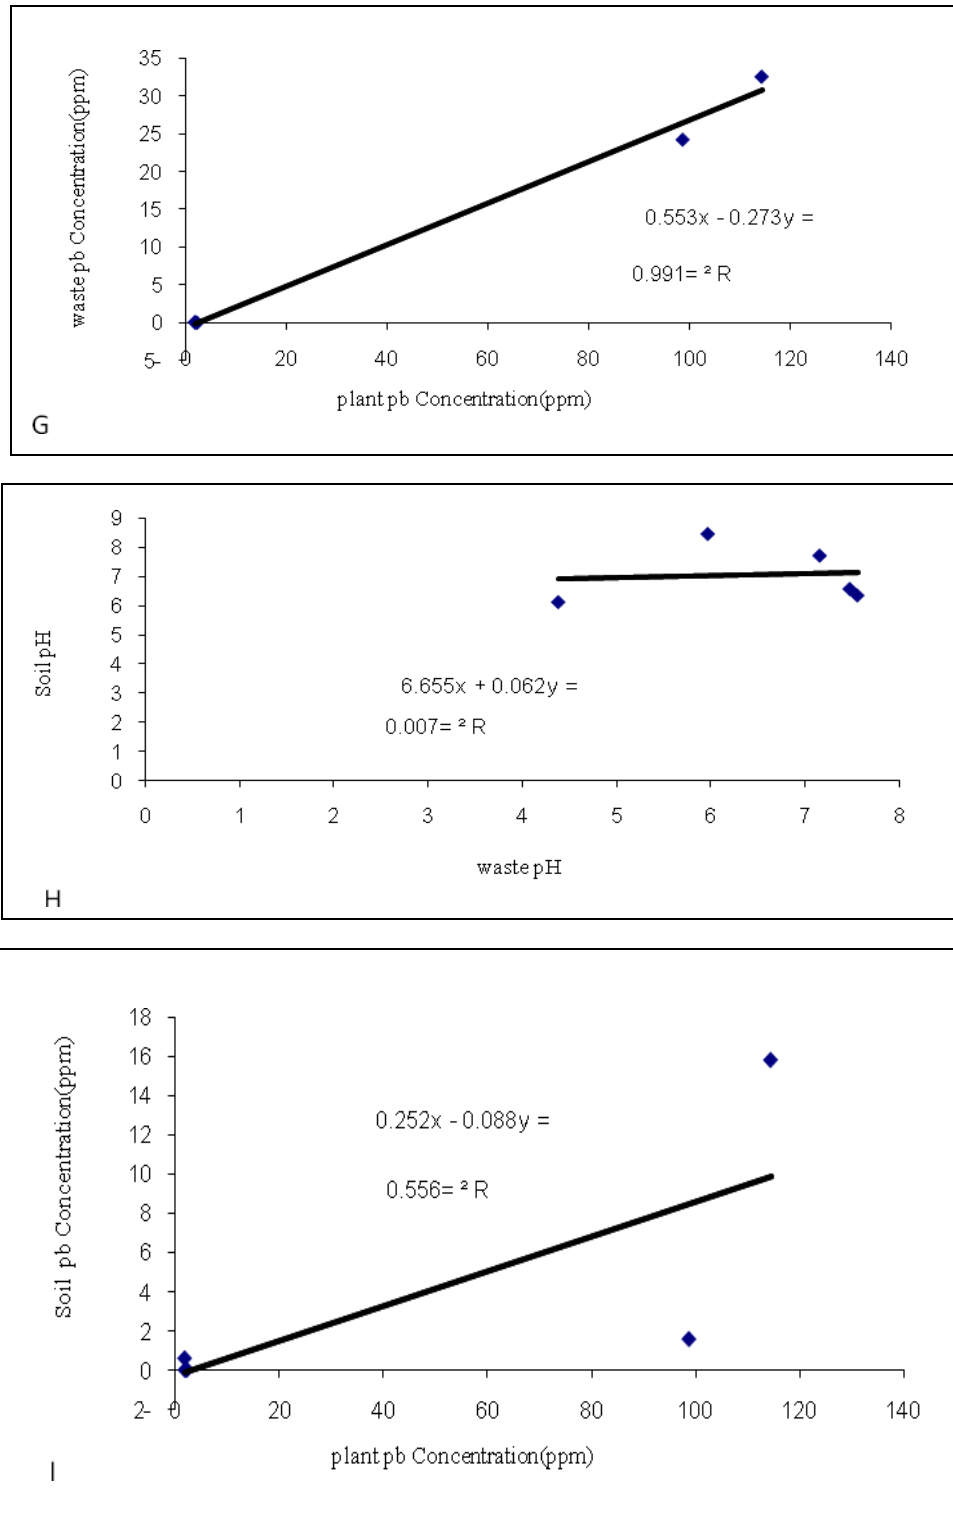 35
30
25
20
15
10
5
0
5-
waste pb Concentration(ppm)
0.553x - 0.273y =
0.991= ² R
0 20 40 60 80 100 120 140
plant pb Concentration(ppm)
G
9
8
7
6
5
4
3
2
1
0
Soil pH
6.655x + 0.062y =
0.007= ² R
0 1 2 3 4 5 6 7 8
waste pH
H
18
16
14
12
10
8
6
4
2
0
2-
Soil pb Concentration(ppm)
0.252x - 0.088y =
0.556= ² R
0 20 40 60 80 100 120 140
plant pb Concentration(ppm)
I